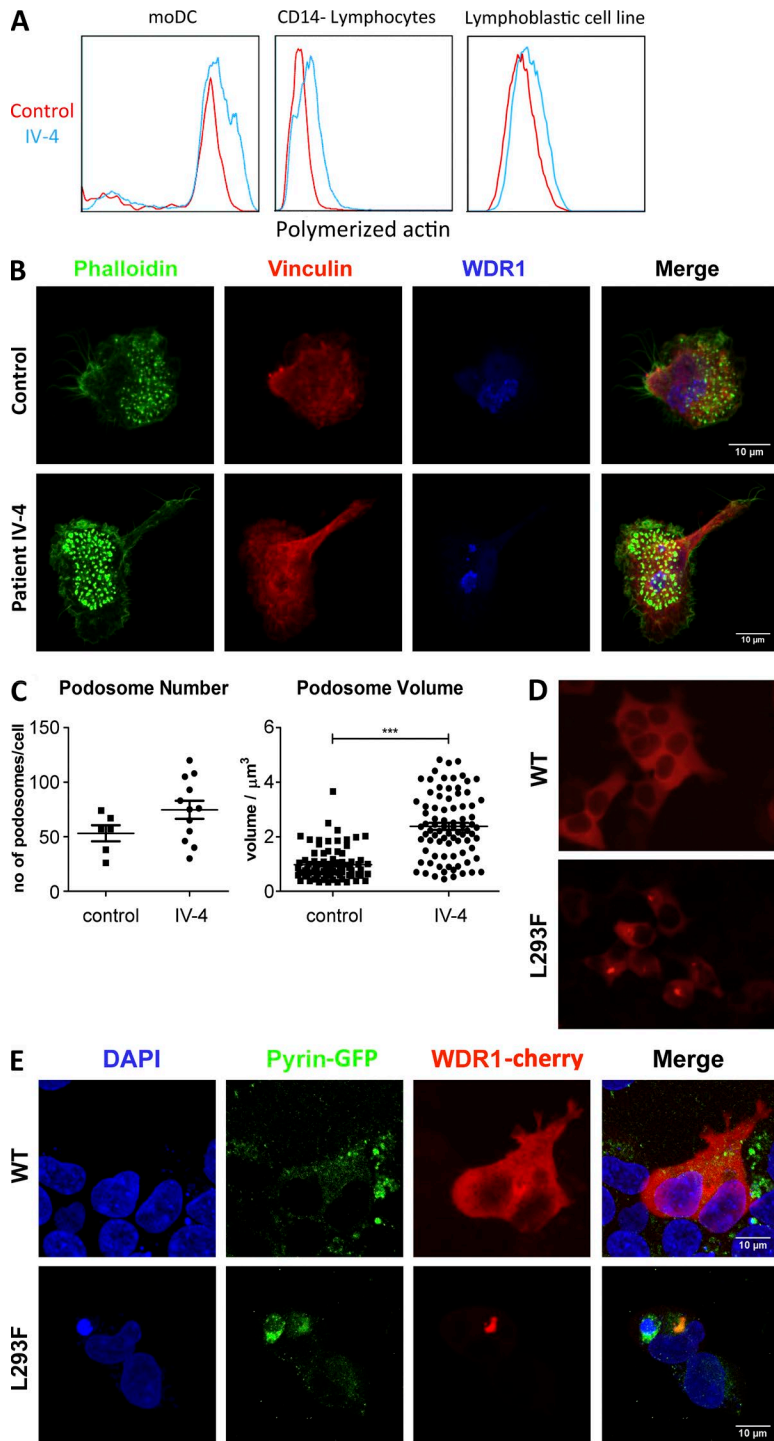 A
moDC
CD14- Lymphocytes
Lymphoblastic cell line
Control
IV-4
Polymerized actin
B
Phalloidin
Vinculin
WDR1
Merge
Control
10 µm
Patient IV-4
10 µm
C
Podosome Number
Podosome Volume
no of podosomes/cell
150
100
50
0
control
IV-4
volume / µm³
6
4
2
0
***
control
IV-4
D
WT
L293F
E
DAPI
Pyrin-GFP
WDR1-cherry
Merge
WT
10 µm
L293F
10 µm